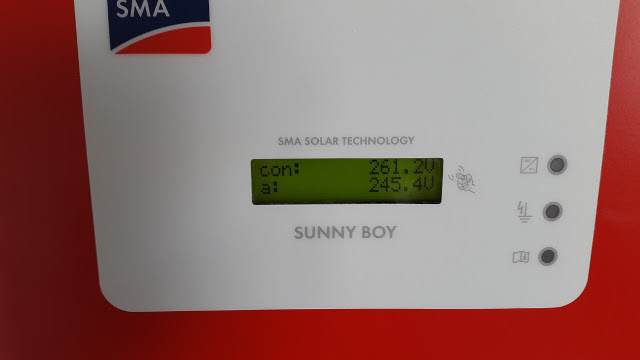 SMA
SMA SOLAR TECHNOLOGY
con: 261.2V
a: 245.4V
SUNNY BOY